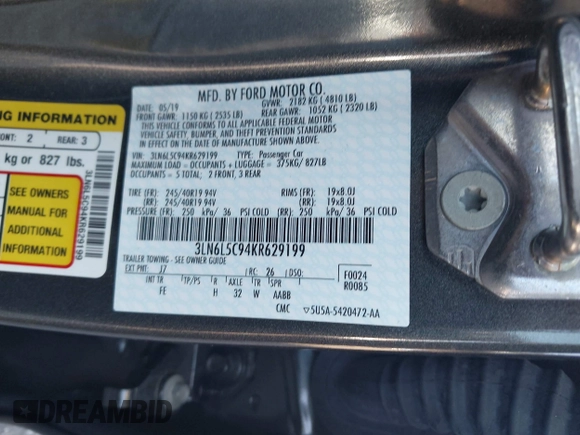 NG INFORMATION
ONT: 2 REAR: 3
kg or 827 lbs.
SEE OWNERS
MANUAL FOR
ADDITIONAL
INFORMATION
3LN6L5C94KR629199
MFD. BY FORD MOTOR CO.
05/19 GVWR: 2182 KG ( 4810 LB)
FRONT GAWR: 1150 KG ( 2535 LB) REAR GAWR: 1052 KG ( 2320 LB)
THIS VEHICLE CONFORMS TO ALL APPLICABLE FEDERAL MOTOR
VEHICLE SAFETY, BUMPER, AND THEFT PREVENTION STANDARDS
IN EFFECT ON THE DATE OF MANUFACTURE SHOWN ABOVE.
VIN: 3LN6L5C94KR629199 TYPE: Passenger Car
MAXIMUM LOAD = OCCUPANTS + LUGGAGE = 375KG/ 827LB
OCCUPANTS = 5 TOTAL; 2 FRONT, 3 REAR
TIRE (FR): 245/40R19 94V RIMS(FR): 19x8.0J
(RR): 245/40R19 94V (RR): 19x8.0J
PRESSURE(FR): 250 kPa/ 36 PSI COLD (RR): 250 kPa/ 36 PSI COLD
3LN6L5C94KR629199
TRAILER TOWING - SEE OWNER GUIDE
EXT PNT: J7 RC: 26 DSO: F0024
INT TR TP/PS R AXLE TR SPR R0085
FE H 32 W AABB
CMC ▽5U5A-5420472-AA
DREAMBID